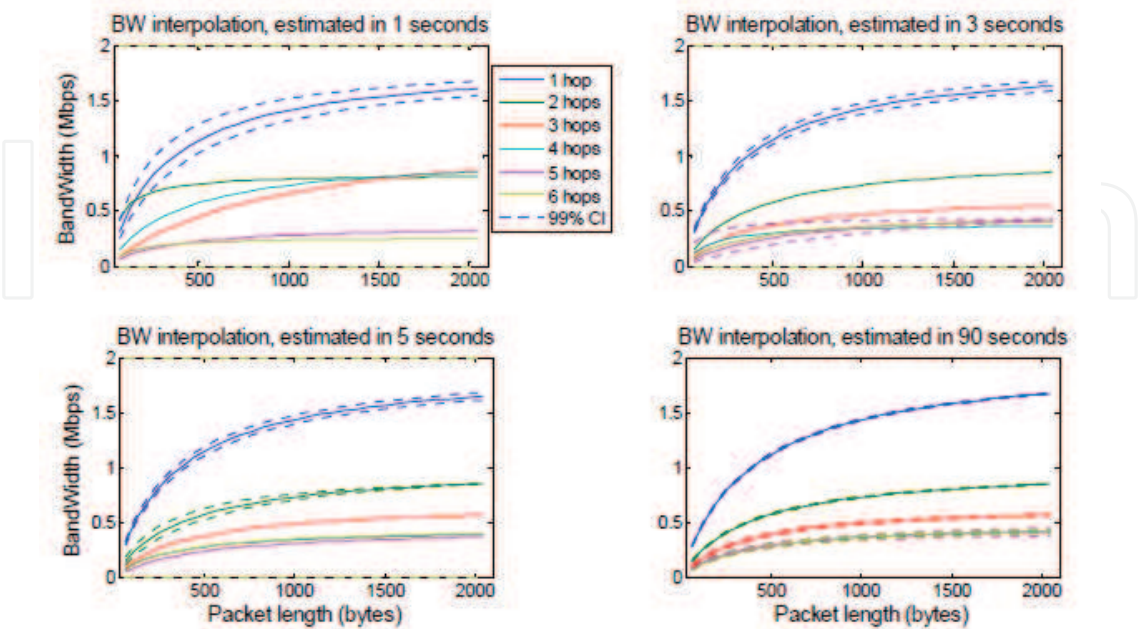 BW interpolation, estimated in 1 seconds
BandWidth (Mbps)
2
1.5
1
0.5
0
500
1000
1500
2000
1 hop
2 hops
3 hops
4 hops
5 hops
6 hops
99% CI
BW interpolation, estimated in 3 seconds
2
1.5
1
0.5
0
500
1000
1500
2000
BW interpolation, estimated in 5 seconds
BandWidth (Mbps)
2
1.5
1
0.5
0
500
1000
1500
2000
Packet length (bytes)
BW interpolation, estimated in 90 seconds
2
1.5
1
0.5
0
500
1000
1500
2000
Packet length (bytes)